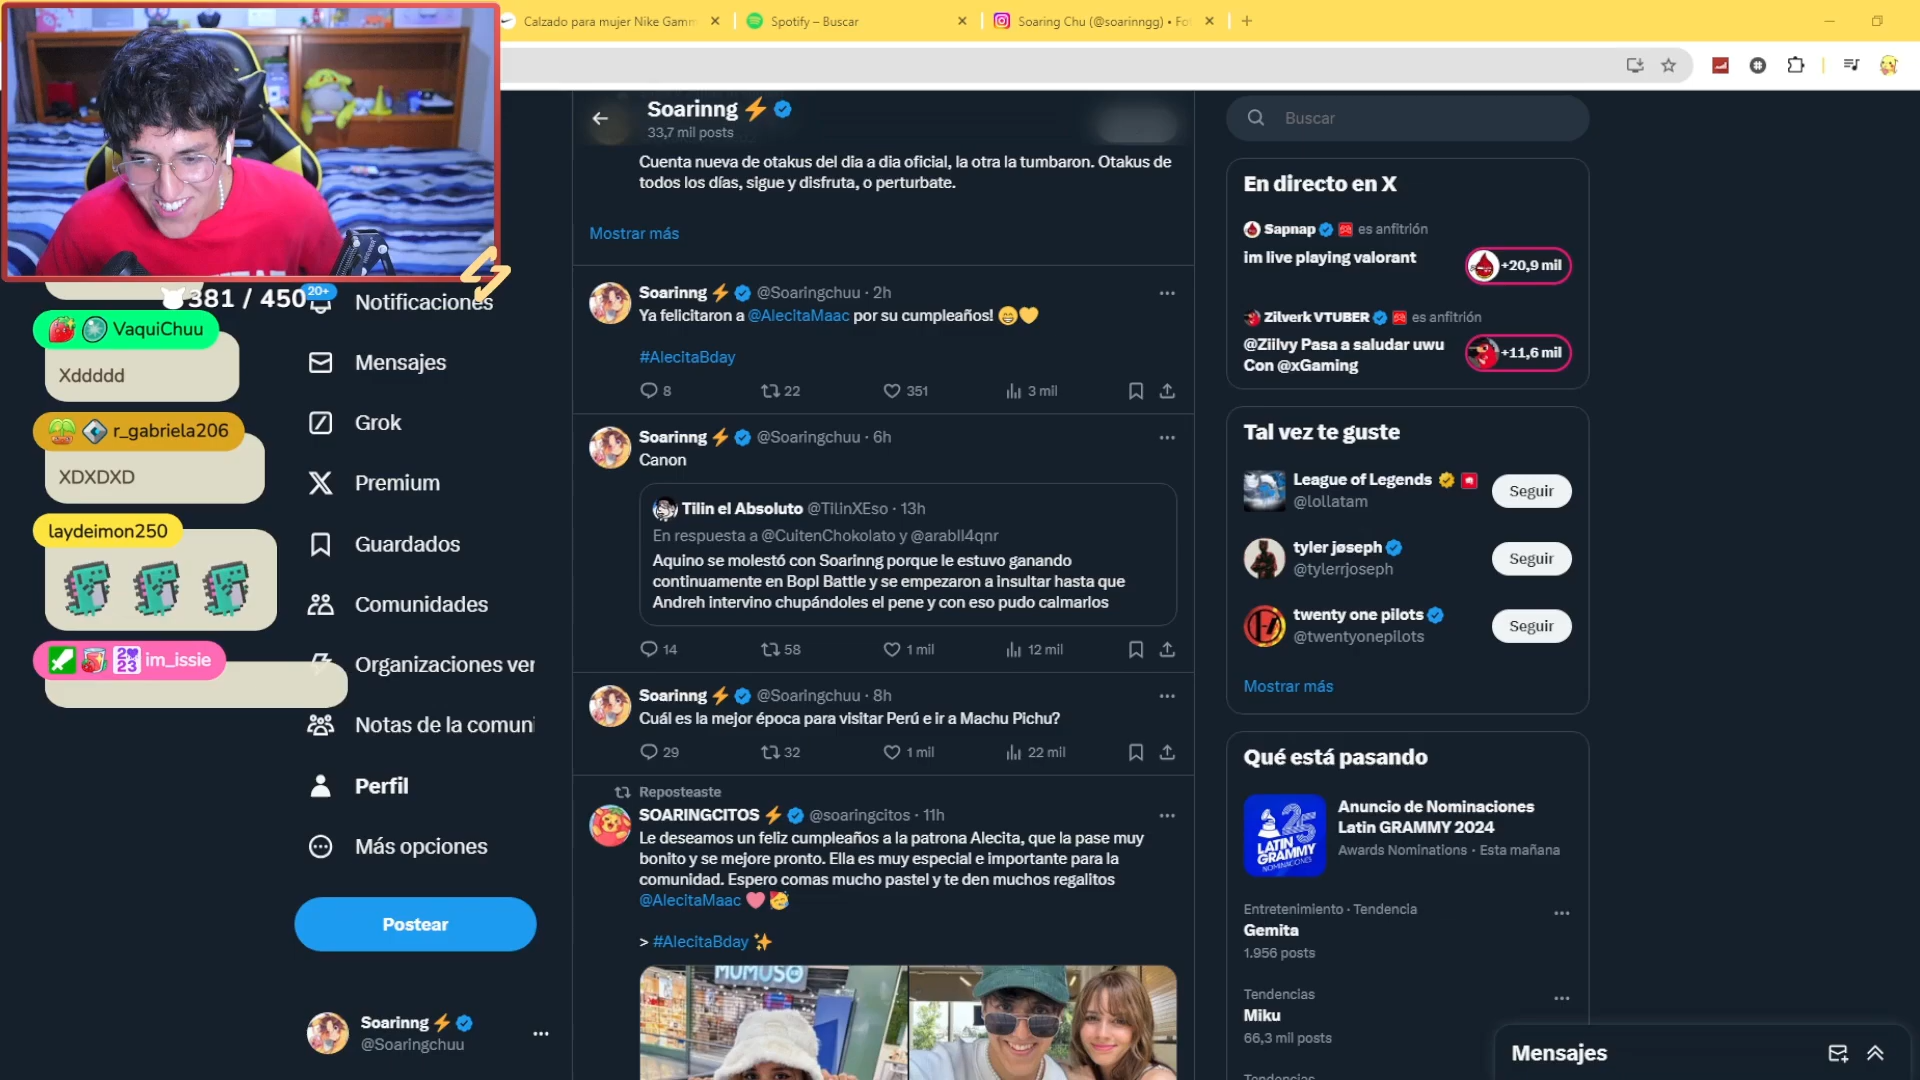 Calzado para mujer Nike Gamm
Spotify – Buscar
Soaring Chu (@soarinngg) • Fo
381 / 450
VaquiChuu
Xddddd
r_gabriela206
XDXDXD
laydeimon250
2023
im_issie
20+
Notificaciones
Mensajes
Grok
Premium
Guardados
Comunidades
Organizaciones ver
Notas de la comuni
Perfil
Más opciones
Postear
Soarinng
@Soaringchuu
Soarinng
33,7 mil posts
Cuenta nueva de otakus del dia a dia oficial, la otra la tumbaron. Otakus de
todos los días, sigue y disfruta, o perturbate.
Mostrar más
Soarinng @Soaringchuu · 2h
Ya felicitaron a @AlecitaMaac por su cumpleaños! 😁💛
#AlecitaBday
8 22 351 3 mil
Soarinng @Soaringchuu · 6h
Canon
Tilin el Absoluto @TilinXEso · 13h
En respuesta a @CuitenChokolato y @arabll4qnr
Aquino se molestó con Soarinng porque le estuvo ganando
continuamente en Bopl Battle y se empezaron a insultar hasta que
Andreh intervino chupándoles el pene y con eso pudo calmarlos
14 58 1 mil 12 mil
Soarinng @Soaringchuu · 8h
Cuál es la mejor época para visitar Perú e ir a Machu Pichu?
29 32 1 mil 22 mil
Reposteaste
SOARINGCITOS @soaringcitos · 11h
Le deseamos un feliz cumpleaños a la patrona Alecita, que la pase muy
bonito y se mejore pronto. Ella es muy especial e importante para la
comunidad. Espero comas mucho pastel y te den muchos regalitos
@AlecitaMaac
> #AlecitaBday
MUMUSO
Buscar
En directo en X
Sapnap es anfitrión
im live playing valorant
+20,9 mil
Zilverk VTUBER es anfitrión
@Ziilvy Pasa a saludar uwu
Con @xGaming
+11,6 mil
Tal vez te guste
League of Legends
@lollatam
Seguir
tyler jøseph
@tylerrjoseph
Seguir
twenty one pilots
@twentyonepilots
Seguir
Mostrar más
Qué está pasando
25
LATIN
GRAMMY
NOMINACIONES
Anuncio de Nominaciones
Latin GRAMMY 2024
Awards Nominations · Esta mañana
Entretenimiento · Tendencia
Gemita
1.956 posts
Tendencias
Miku
66,3 mil posts
Tendencias
Mensajes